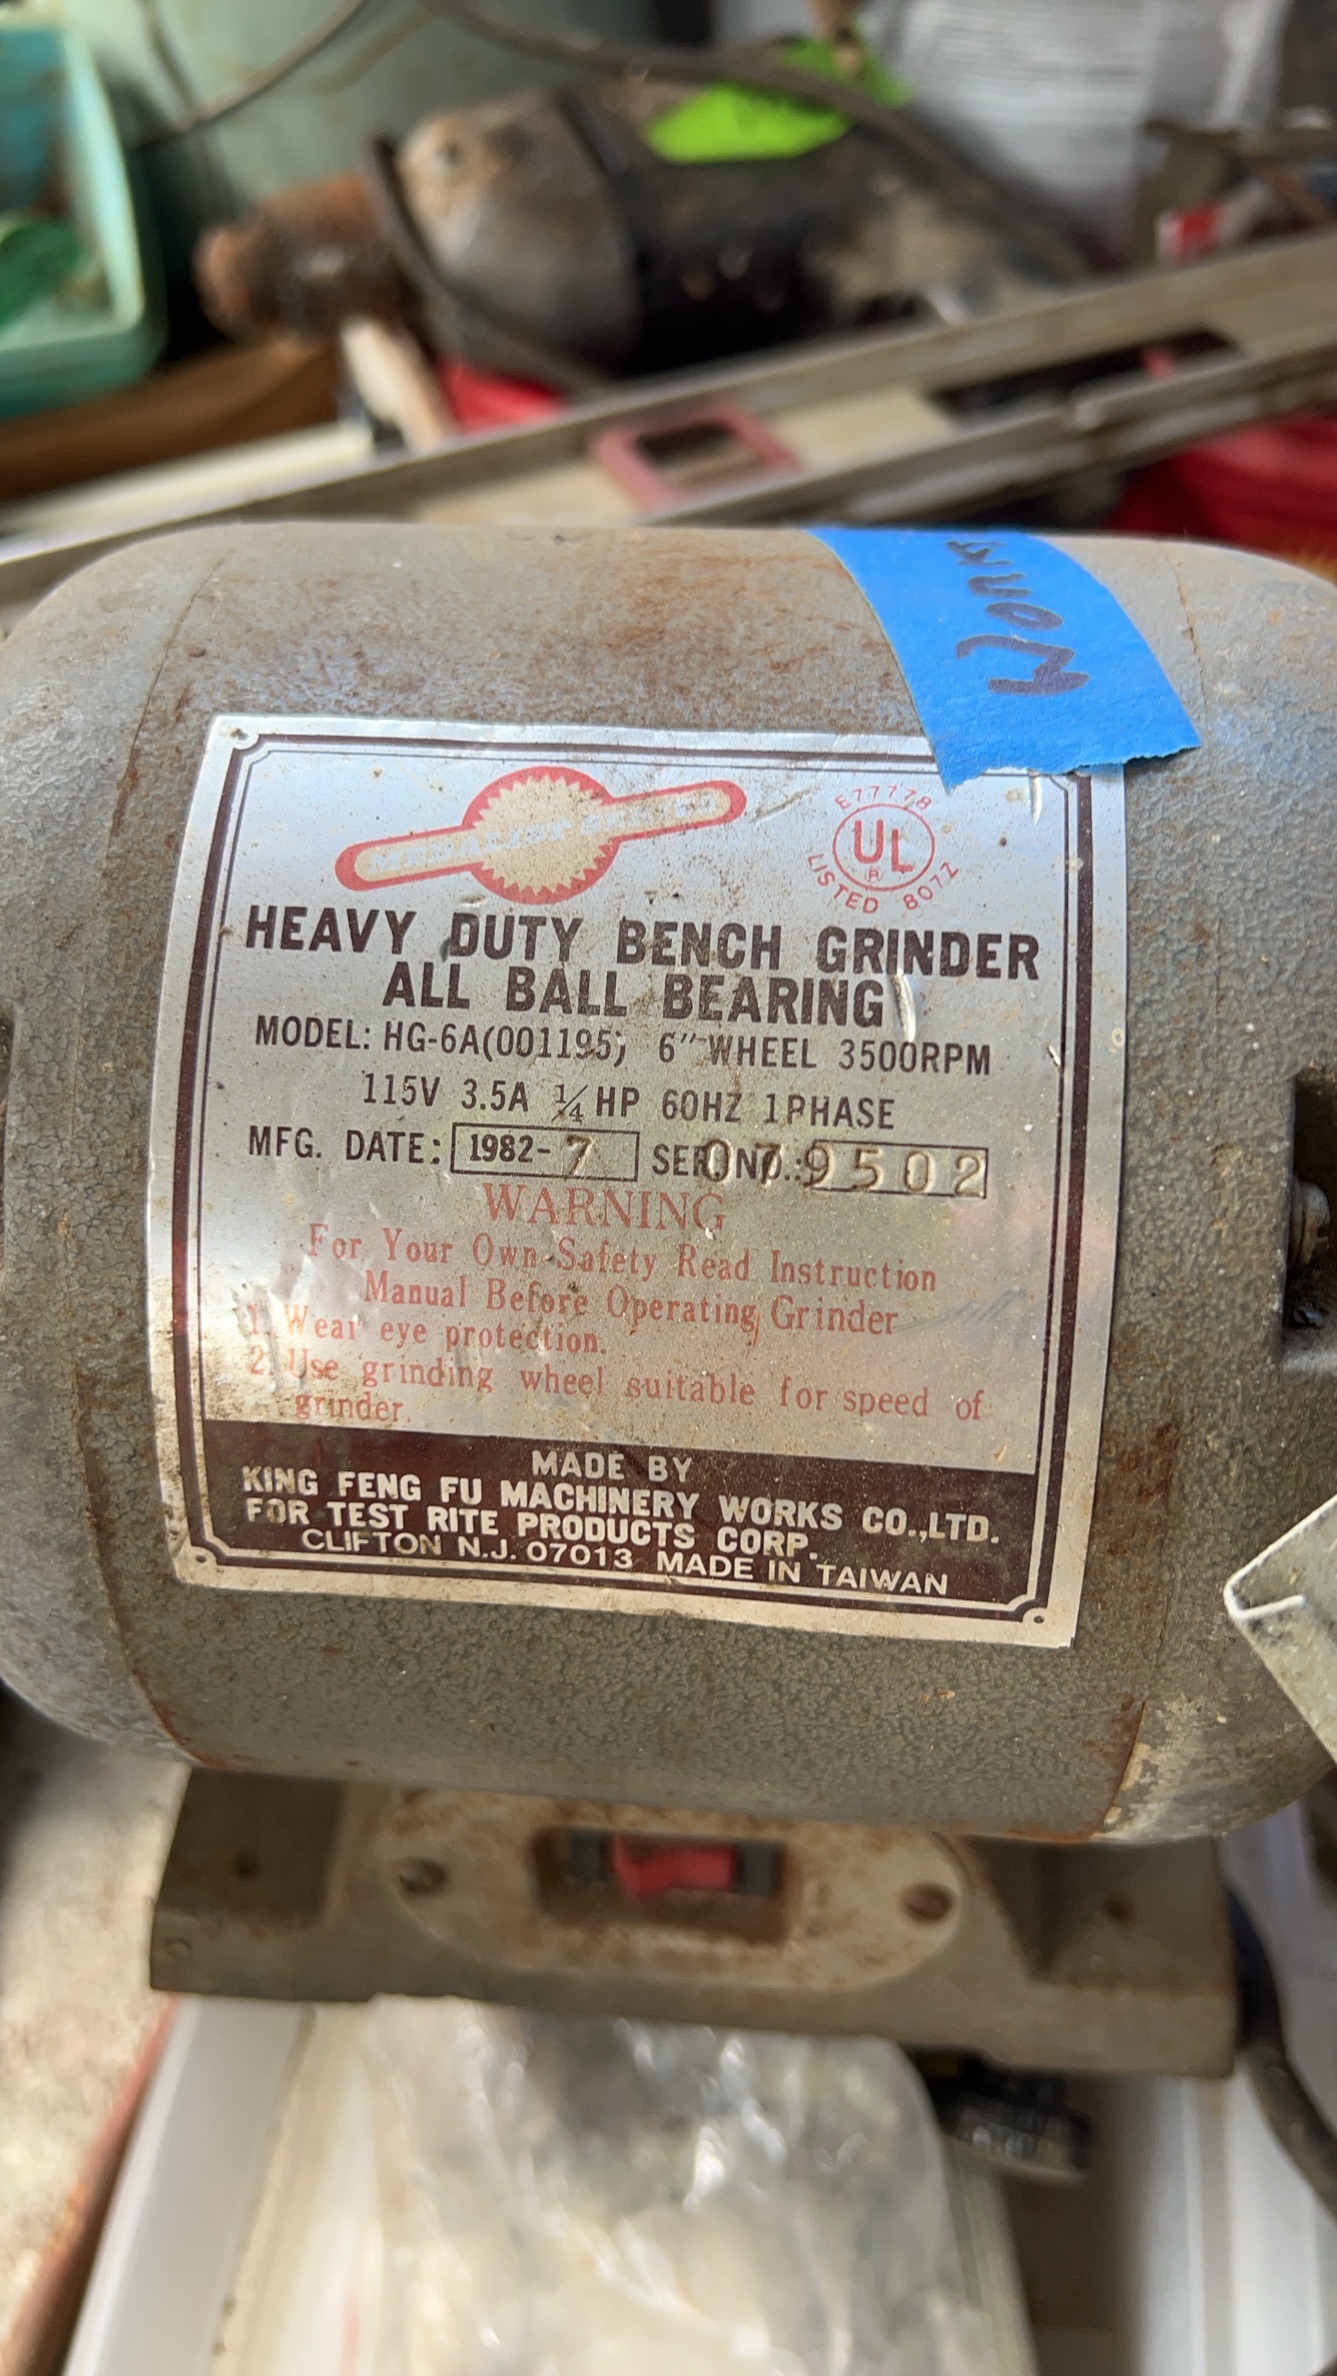 WORKS
E77778
UL
®
LISTED 807Z
HEAVY DUTY BENCH GRINDER
ALL BALL BEARING
MODEL: HG-6A(001195) 6" WHEEL 3500RPM
115V 3.5A 1/4 HP 60HZ 1PHASE
MFG. DATE: 1982-7 SER.NO.: 079502
WARNING
For Your Own Safety Read Instruction
Manual Before Operating Grinder
1. Wear eye protection.
2. Use grinding wheel suitable for speed of
grinder.
MADE BY
KING FENG FU MACHINERY WORKS CO.,LTD.
FOR TEST RITE PRODUCTS CORP.
CLIFTON N.J. 07013 MADE IN TAIWAN